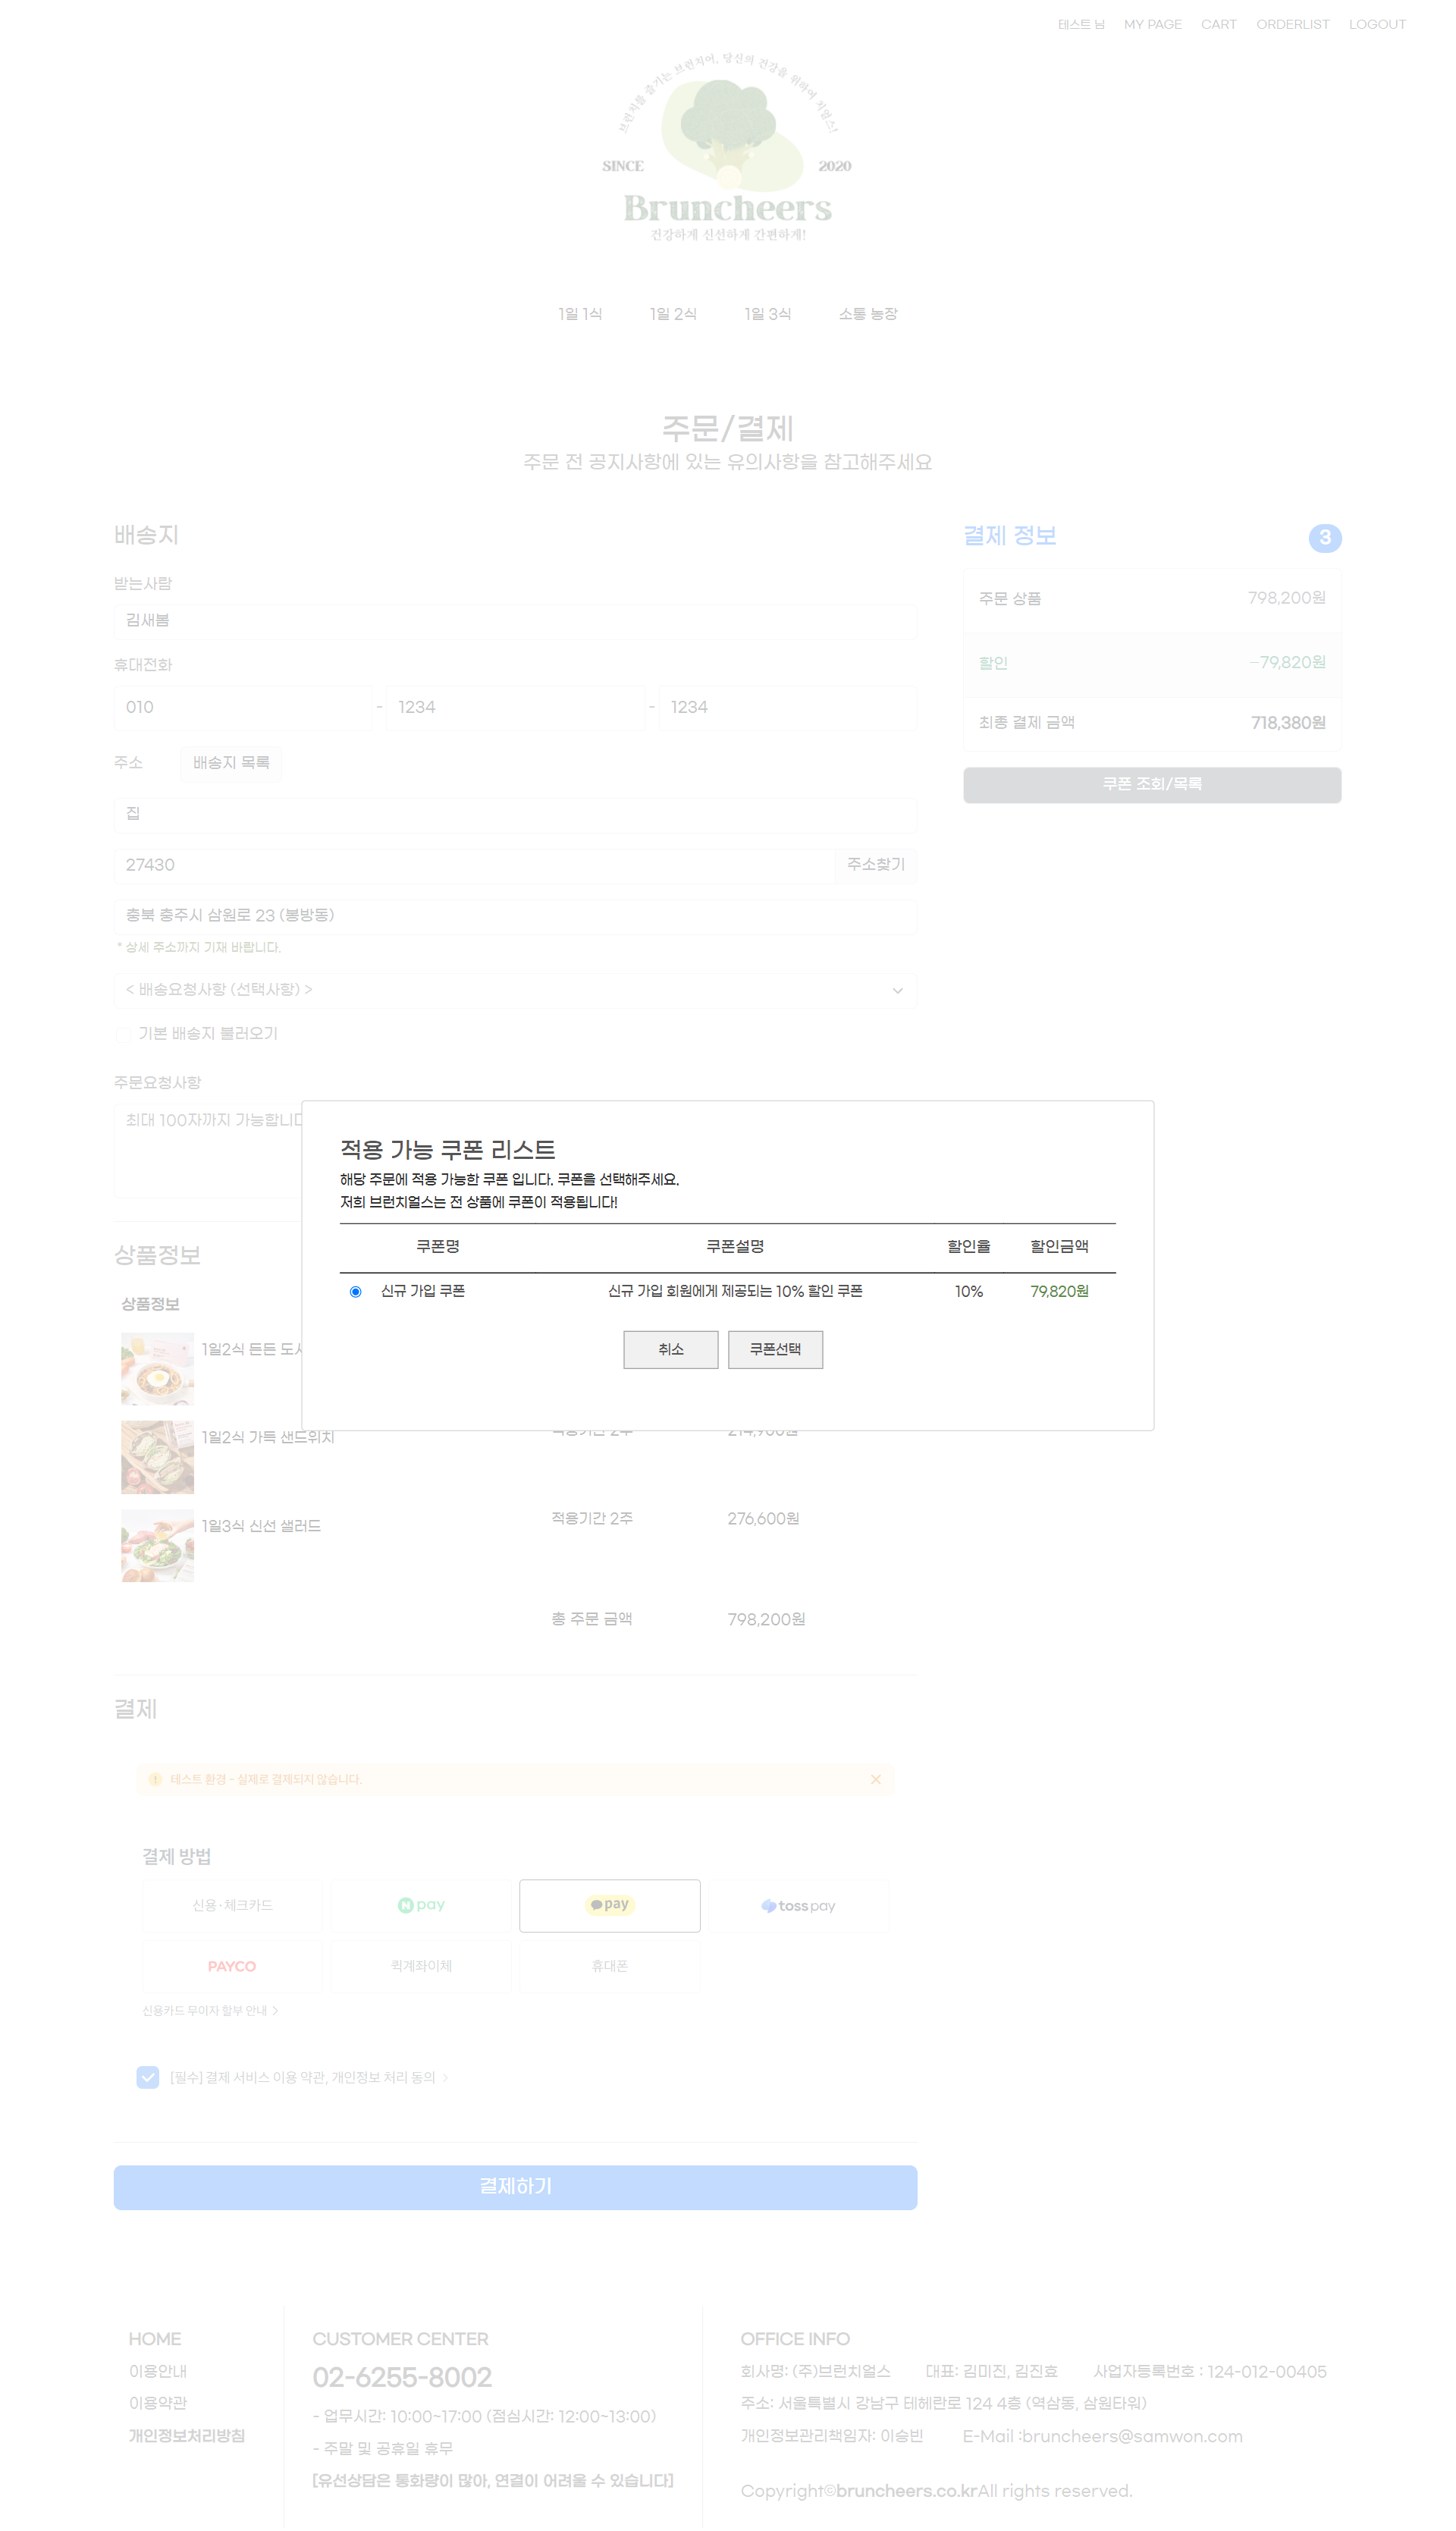 테스트 님 MY PAGE CART ORDERLIST LOGOUT
브런치를 즐기는 브런치어, 당신의 건강을 위하여 치얼스!
SINCE 2020
Bruncheers
건강하게 신선하게 간편하게!
1일 1식 1일 2식 1일 3식 소통 농장
주문/결제
주문 전 공지사항에 있는 유의사항을 참고해주세요
배송지
받는사람
김새봄
휴대전화
010 - 1234 - 1234
주소 배송지 목록
집
27430 주소찾기
충북 충주시 삼원로 23 (봉방동)
* 상세 주소까지 기재 바랍니다.
< 배송요청사항 (선택사항) >
기본 배송지 불러오기
주문요청사항
최대 100자까지 가능합니다
결제 정보 3
주문 상품 798,200원
할인 −79,820원
최종 결제 금액 718,380원
쿠폰 조회/목록
적용 가능 쿠폰 리스트
해당 주문에 적용 가능한 쿠폰 입니다. 쿠폰을 선택해주세요.
저희 브런치얼스는 전 상품에 쿠폰이 적용됩니다!
쿠폰명 쿠폰설명 할인율 할인금액
신규 가입 쿠폰 신규 가입 회원에게 제공되는 10% 할인 쿠폰 10% 79,820원
취소 쿠폰선택
상품정보
상품정보
1일2식 든든 도시
1일2식 가득 샌드위치 적용기간 2주 214,900원
1일3식 신선 샐러드 적용기간 2주 276,600원
총 주문 금액 798,200원
결제
테스트 환경 - 실제로 결제되지 않습니다.
결제 방법
신용·체크카드 N pay pay toss pay
PAYCO 퀵계좌이체 휴대폰
신용카드 무이자 할부 안내 >
[필수] 결제 서비스 이용 약관, 개인정보 처리 동의 >
결제하기
HOME
이용안내
이용약관
개인정보처리방침
CUSTOMER CENTER
02-6255-8002
- 업무시간: 10:00~17:00 (점심시간: 12:00~13:00)
- 주말 및 공휴일 휴무
[유선상담은 통화량이 많아, 연결이 어려울 수 있습니다]
OFFICE INFO
회사명: (주)브런치얼스 대표: 김미진, 김진효 사업자등록번호 : 124-012-00405
주소: 서울특별시 강남구 테헤란로 124 4층 (역삼동, 삼원타워)
개인정보관리책임자: 이승빈 E-Mail :bruncheers@samwon.com
Copyright©bruncheers.co.krAll rights reserved.